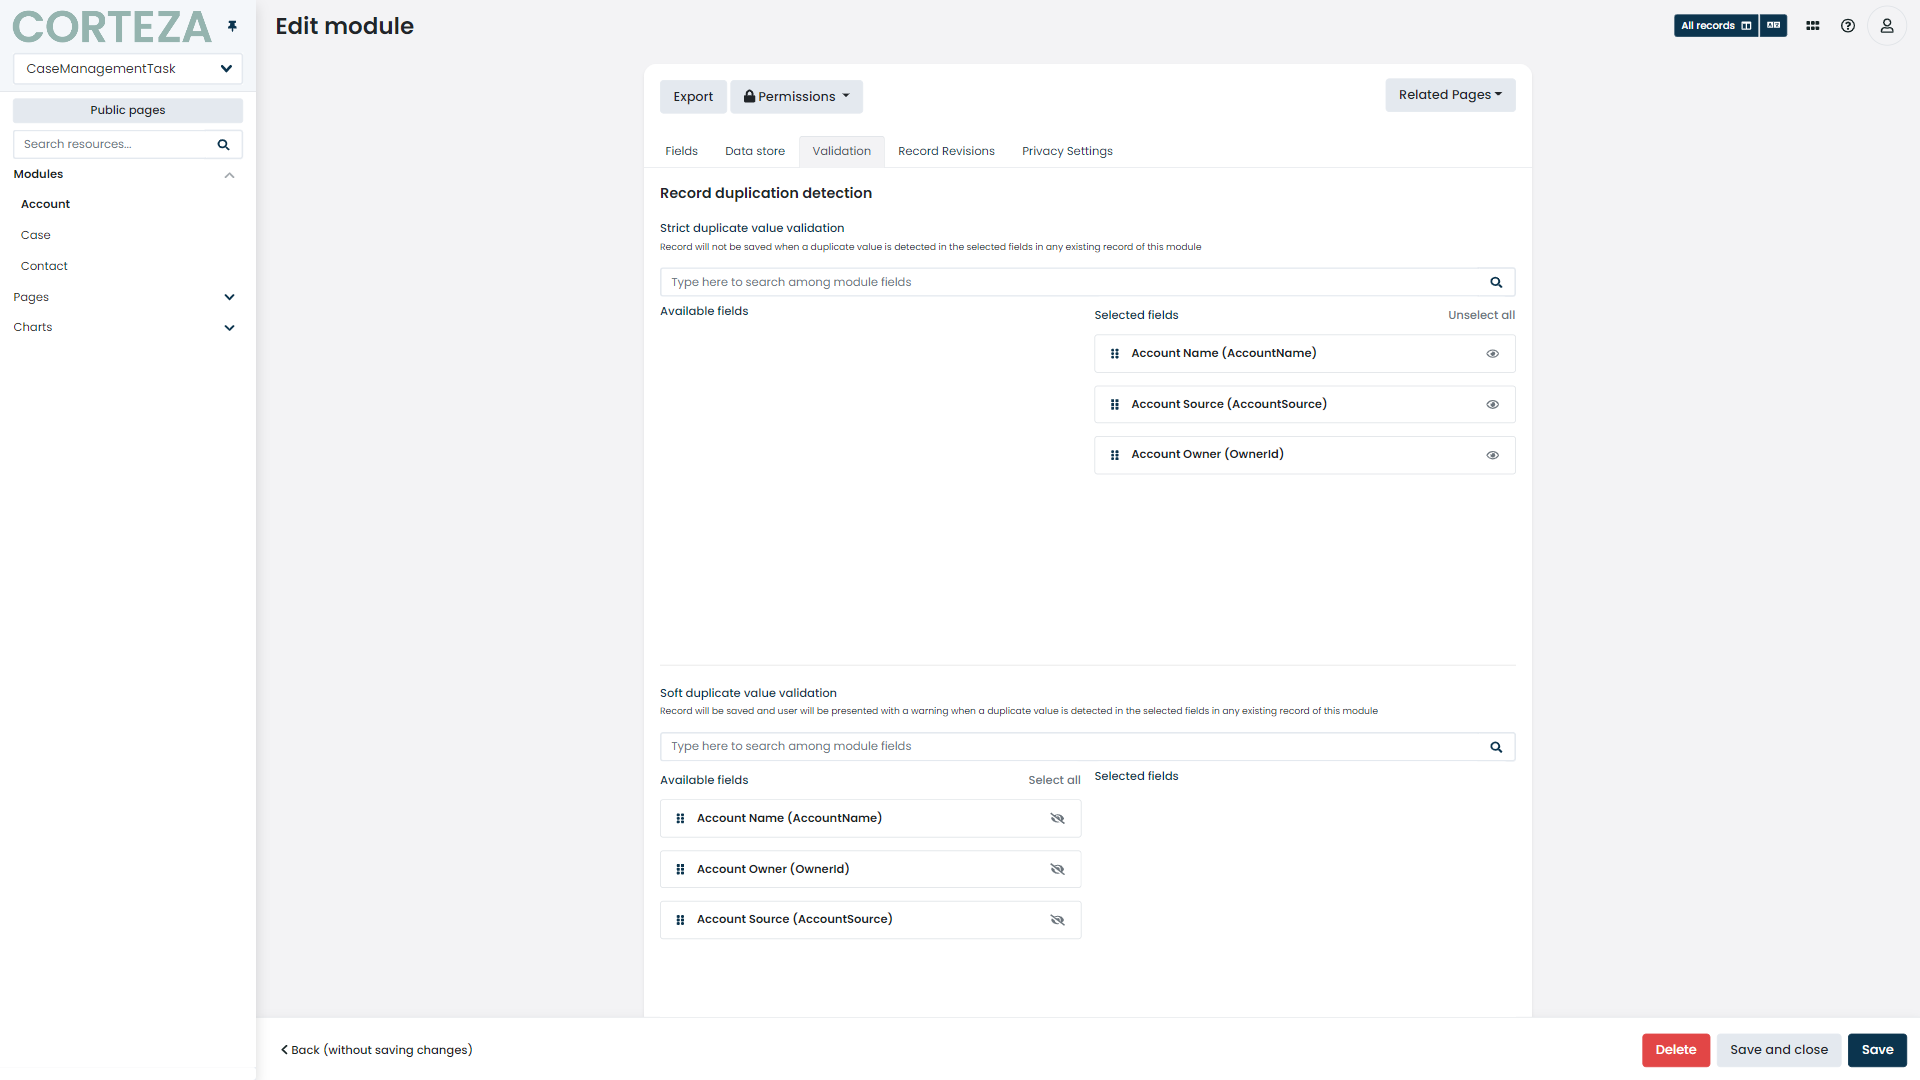 CORTEZA
Edit module
All records
CaseManagementTask
Public pages
Search resources...
Modules
Account
Case
Contact
Pages
Charts
Export
Permissions
Related Pages
Fields
Data store
Validation
Record Revisions
Privacy Settings
Record duplication detection
Strict duplicate value validation
Record will not be saved when a duplicate value is detected in the selected fields in any existing record of this module
Type here to search among module fields
Available fields
Selected fields
Unselect all
Account Name (AccountName)
Account Source (AccountSource)
Account Owner (OwnerId)
Soft duplicate value validation
Record will be saved and user will be presented with a warning when a duplicate value is detected in the selected fields in any existing record of this module
Type here to search among module fields
Available fields
Select all
Selected fields
Account Name (AccountName)
Account Owner (OwnerId)
Account Source (AccountSource)
Back (without saving changes)
Delete
Save and close
Save